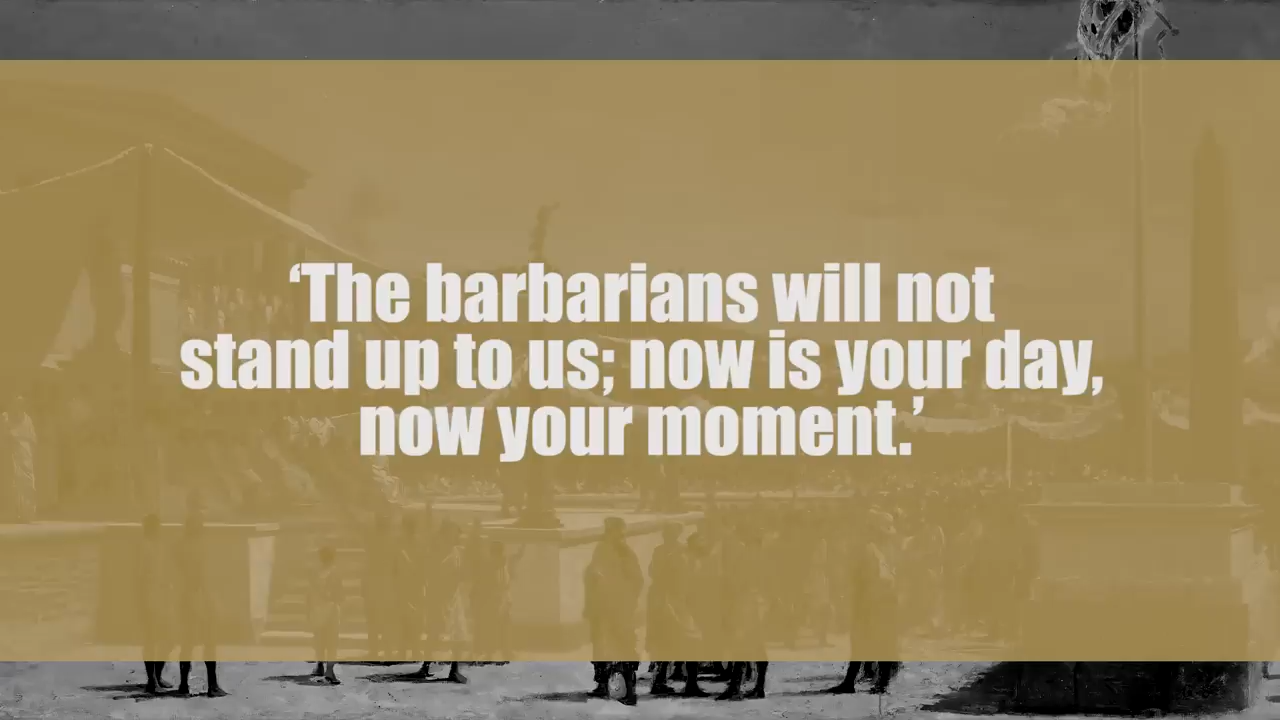 ‘The barbarians will not
stand up to us; now is your day,
now your moment.’